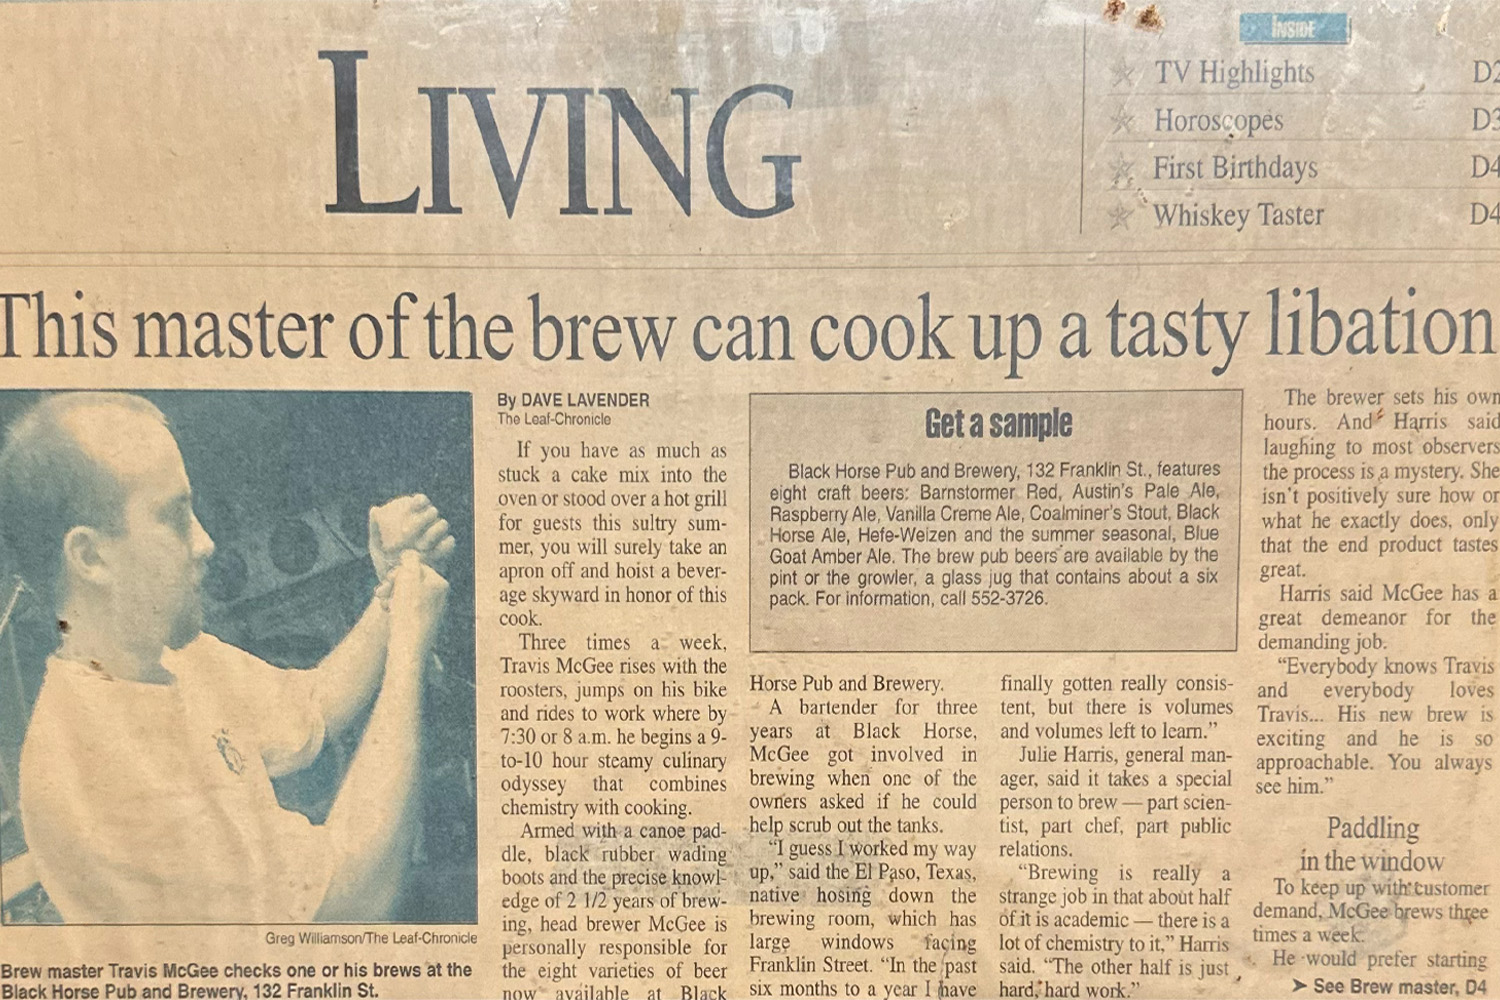 LIVING
INSIDE
TV Highlights D2
Horoscopes D3
First Birthdays D4
Whiskey Taster D4
This master of the brew can cook up a tasty libation
Greg Williamson/The Leaf-Chronicle
Brew master Travis McGee checks one or his brews at the
Black Horse Pub and Brewery, 132 Franklin St.
By DAVE LAVENDER
The Leaf-Chronicle
If you have as much as
stuck a cake mix into the
oven or stood over a hot grill
for guests this sultry sum-
mer, you will surely take an
apron off and hoist a bever-
age skyward in honor of this
cook.
Three times a week,
Travis McGee rises with the
roosters, jumps on his bike
and rides to work where by
7:30 or 8 a.m. he begins a 9-
to-10 hour steamy culinary
odyssey that combines
chemistry with cooking.
Armed with a canoe pad-
dle, black rubber wading
boots and the precise knowl-
edge of 2 1/2 years of brew-
ing, head brewer McGee is
personally responsible for
the eight varieties of beer
now available at Black
Get a sample
Black Horse Pub and Brewery, 132 Franklin St., features
eight craft beers: Barnstormer Red, Austin's Pale Ale,
Raspberry Ale, Vanilla Creme Ale, Coalminer's Stout, Black
Horse Ale, Hefe-Weizen and the summer seasonal, Blue
Goat Amber Ale. The brew pub beers are available by the
pint or the growler, a glass jug that contains about a six
pack. For information, call 552-3726.
Horse Pub and Brewery.
A bartender for three
years at Black Horse,
McGee got involved in
brewing when one of the
owners asked if he could
help scrub out the tanks.
“I guess I worked my way
up,” said the El Paso, Texas,
native hosing down the
brewing room, which has
large windows facing
Franklin Street. “In the past
six months to a year I have
finally gotten really consis-
tent, but there is volumes
and volumes left to learn.”
Julie Harris, general man-
ager, said it takes a special
person to brew — part scien-
tist, part chef, part public
relations.
“Brewing is really a
strange job in that about half
of it is academic — there is a
lot of chemistry to it,” Harris
said. “The other half is just
hard, hard work.”
The brewer sets his own
hours. And Harris said
laughing to most observers
the process is a mystery. She
isn't positively sure how or
what he exactly does, only
that the end product tastes
great.
Harris said McGee has a
great demeanor for the
demanding job.
“Everybody knows Travis
and everybody loves
Travis... His new brew is
exciting and he is so
approachable. You always
see him.”
Paddling
in the window
To keep up with customer
demand, McGee brews three
times a week.
He would prefer starting
➤ See Brew master, D4